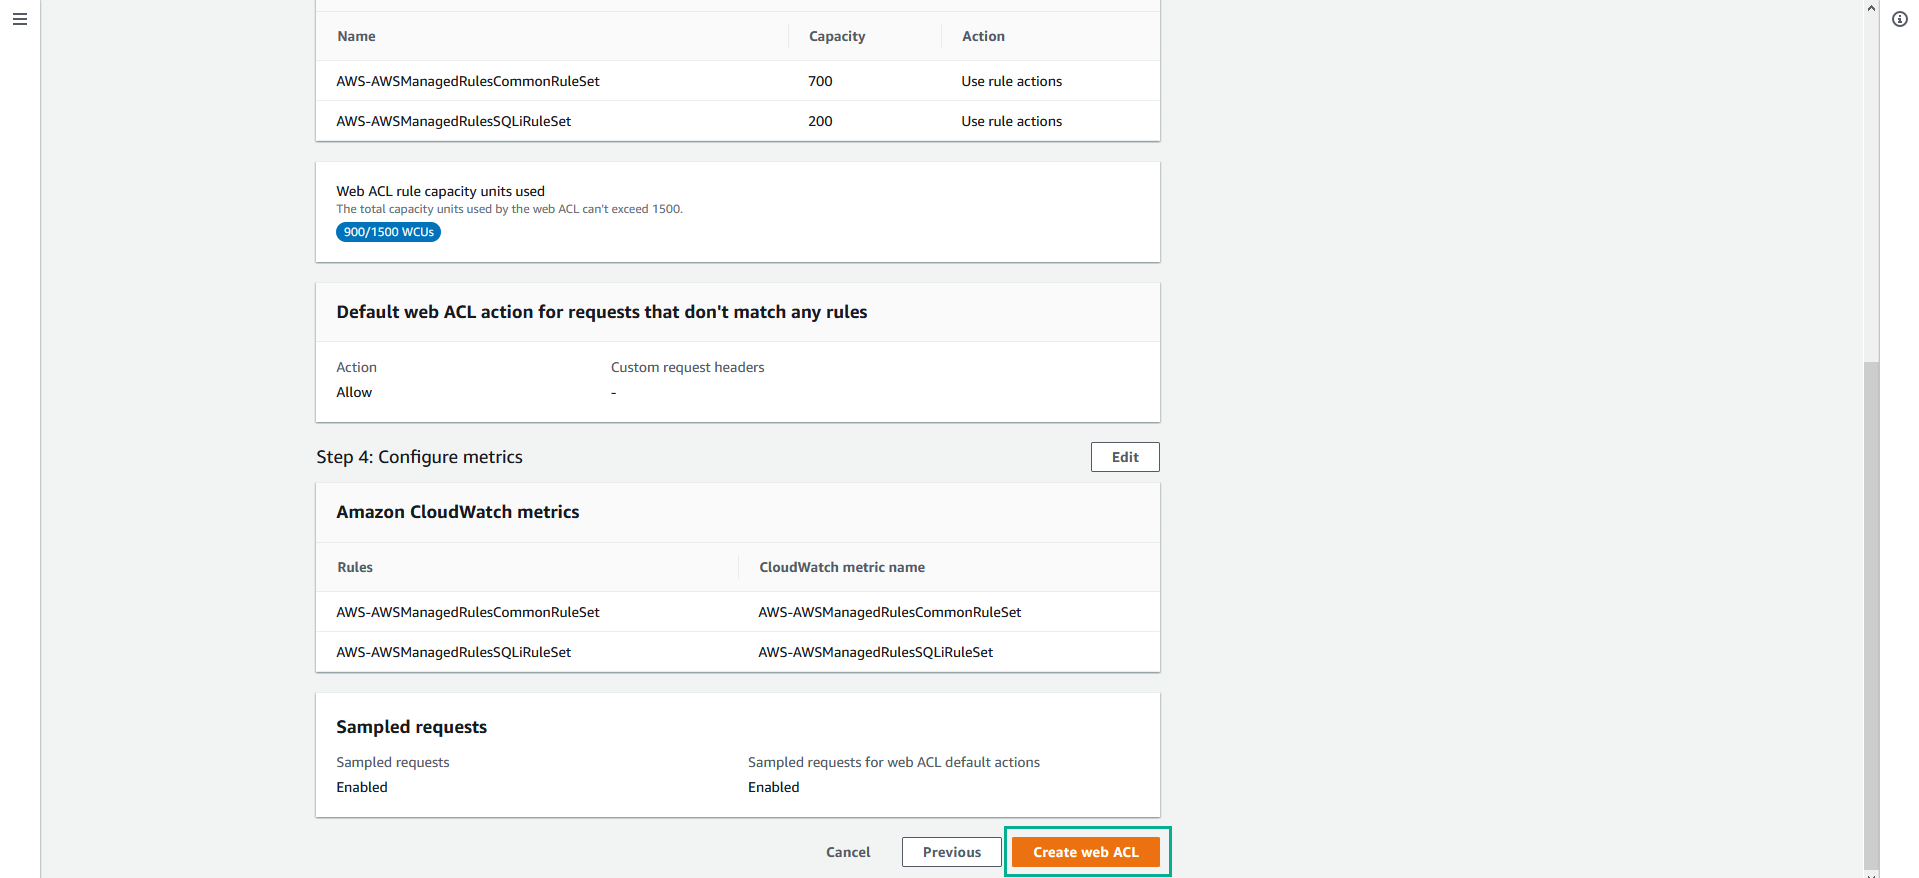 Name Capacity Action
AWS-AWSManagedRulesCommonRuleSet 700 Use rule actions
AWS-AWSManagedRulesSQLiRuleSet 200 Use rule actions
Web ACL rule capacity units used
The total capacity units used by the web ACL can't exceed 1500.
900/1500 WCUs
Default web ACL action for requests that don't match any rules
Action Custom request headers
Allow -
Step 4: Configure metrics Edit
Amazon CloudWatch metrics
Rules CloudWatch metric name
AWS-AWSManagedRulesCommonRuleSet AWS-AWSManagedRulesCommonRuleSet
AWS-AWSManagedRulesSQLiRuleSet AWS-AWSManagedRulesSQLiRuleSet
Sampled requests
Sampled requests Sampled requests for web ACL default actions
Enabled Enabled
Cancel Previous Create web ACL